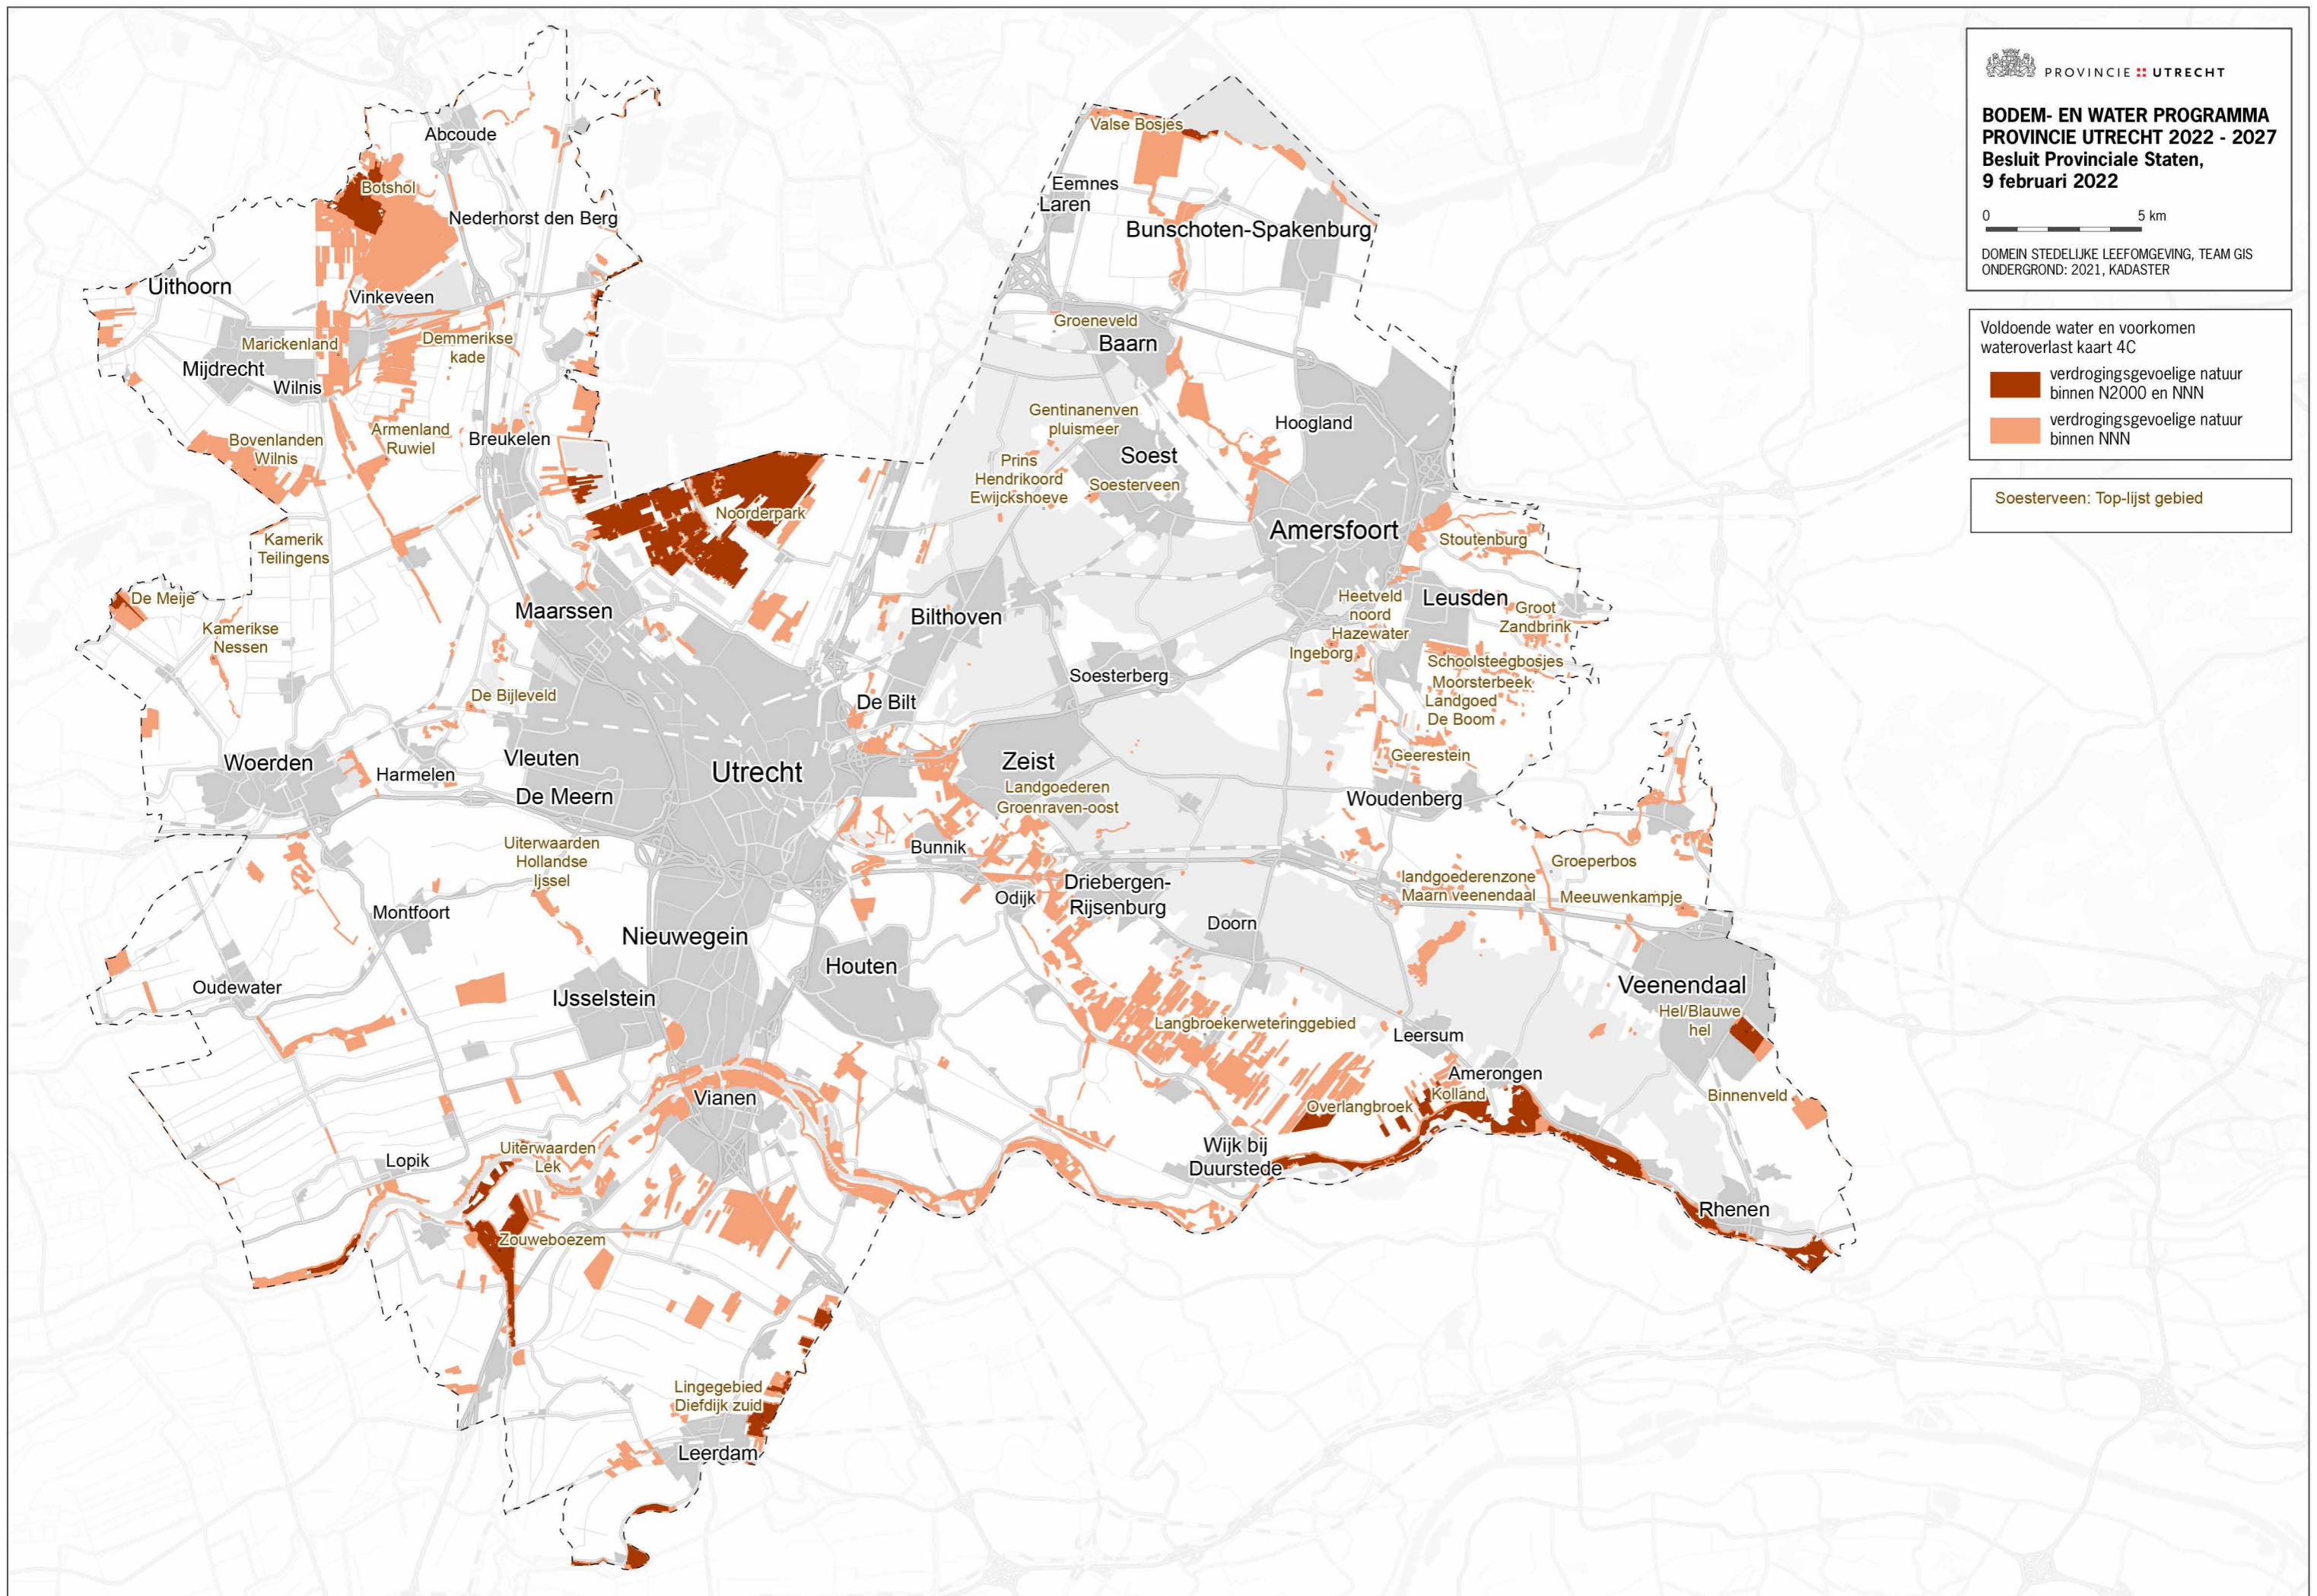 PROVINCIE UTRECHT
BODEM- EN WATER PROGRAMMA
PROVINCIE UTRECHT 2022 - 2027
Besluit Provinciale Staten,
9 februari 2022
0 5 km
DOMEIN STEDELIJKE LEEFOMGEVING, TEAM GIS
ONDERGROND: 2021, KADASTER
Voldoende water en voorkomen
wateroverlast kaart 4C
verdrogingsgevoelige natuur
binnen N2000 en NNN
verdrogingsgevoelige natuur
binnen NNN
Soesterveen: Top-lijst gebied
Abcoude
Valse Bosjes
Botshol
Eemnes
Laren
Nederhorst den Berg
Bunschoten-Spakenburg
Uithoorn
Vinkeveen
Groeneveld
Baarn
Marickenland
Demmerikse
kade
Mijdrecht
Wilnis
Gentinanenven
pluismeer
Hoogland
Armenland
Ruwiel
Breukelen
Bovenlanden
Wilnis
Soest
Prins
Hendrikoord
Ewijckshoeve
Soesterveen
Noorderpark
Amersfoort
Stoutenburg
Kamerik
Teilingens
De Meije
Maarssen
Bilthoven
Heetveld
noord
Hazewater
Leusden
Groot
Zandbrink
Kamerikse
Nessen
Ingeborg
Schoolsteegbosjes
Moorsterbeek
Landgoed
De Boom
Soesterberg
De Bijleveld
De Bilt
Geerestein
Woerden
Harmelen
Vleuten
De Meern
Utrecht
Zeist
Landgoederen
Groenraven-oost
Woudenberg
Uiterwaarden
Hollandse
Ijssel
Bunnik
Groeperbos
landgoederenzone
Maarn veenendaal
Meeuwenkampje
Driebergen-
Rijsenburg
Odijk
Montfoort
Doorn
Nieuwegein
Houten
Oudewater
IJsselstein
Veenendaal
Hel/Blauwe
hel
Langbroekerweteringgebied
Leersum
Amerongen
Kolland
Vianen
Overlangbroek
Binnenveld
Uiterwaarden
Lek
Lopik
Wijk bij
Duurstede
Rhenen
Zouweboezem
Lingegebied
Diefdijk zuid
Leerdam